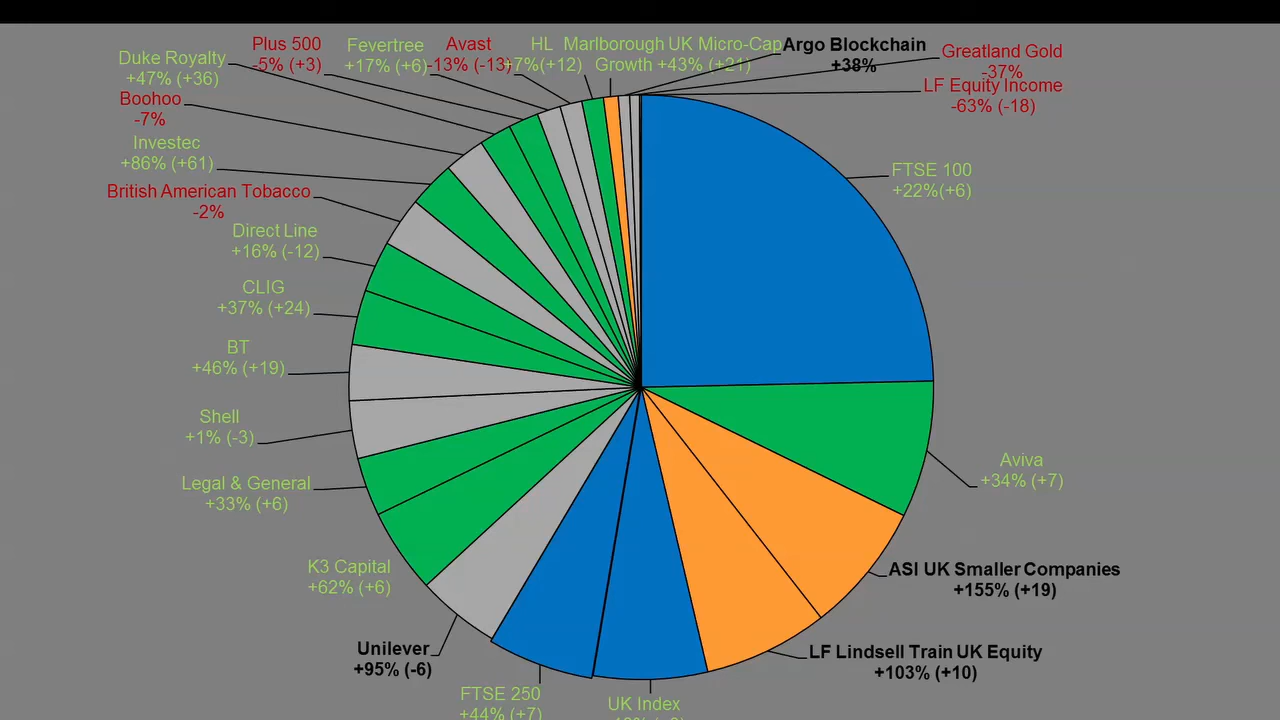 Duke Royalty
+47% (+36)
Plus 500
-5% (+3)
Fevertree
+17% (+6)
Avast
-13% (-13)
HL
+7%(+12)
Marlborough UK Micro-Cap
Growth +43% (+21)
Argo Blockchain
+38%
Greatland Gold
-37%
LF Equity Income
-63% (-18)
Boohoo
-7%
Investec
+86% (+61)
FTSE 100
+22%(+6)
British American Tobacco
-2%
Direct Line
+16% (-12)
CLIG
+37% (+24)
BT
+46% (+19)
Shell
+1% (-3)
Aviva
+34% (+7)
Legal & General
+33% (+6)
K3 Capital
+62% (+6)
ASI UK Smaller Companies
+155% (+19)
Unilever
+95% (-6)
LF Lindsell Train UK Equity
+103% (+10)
FTSE 250
+44% (+7)
UK Index